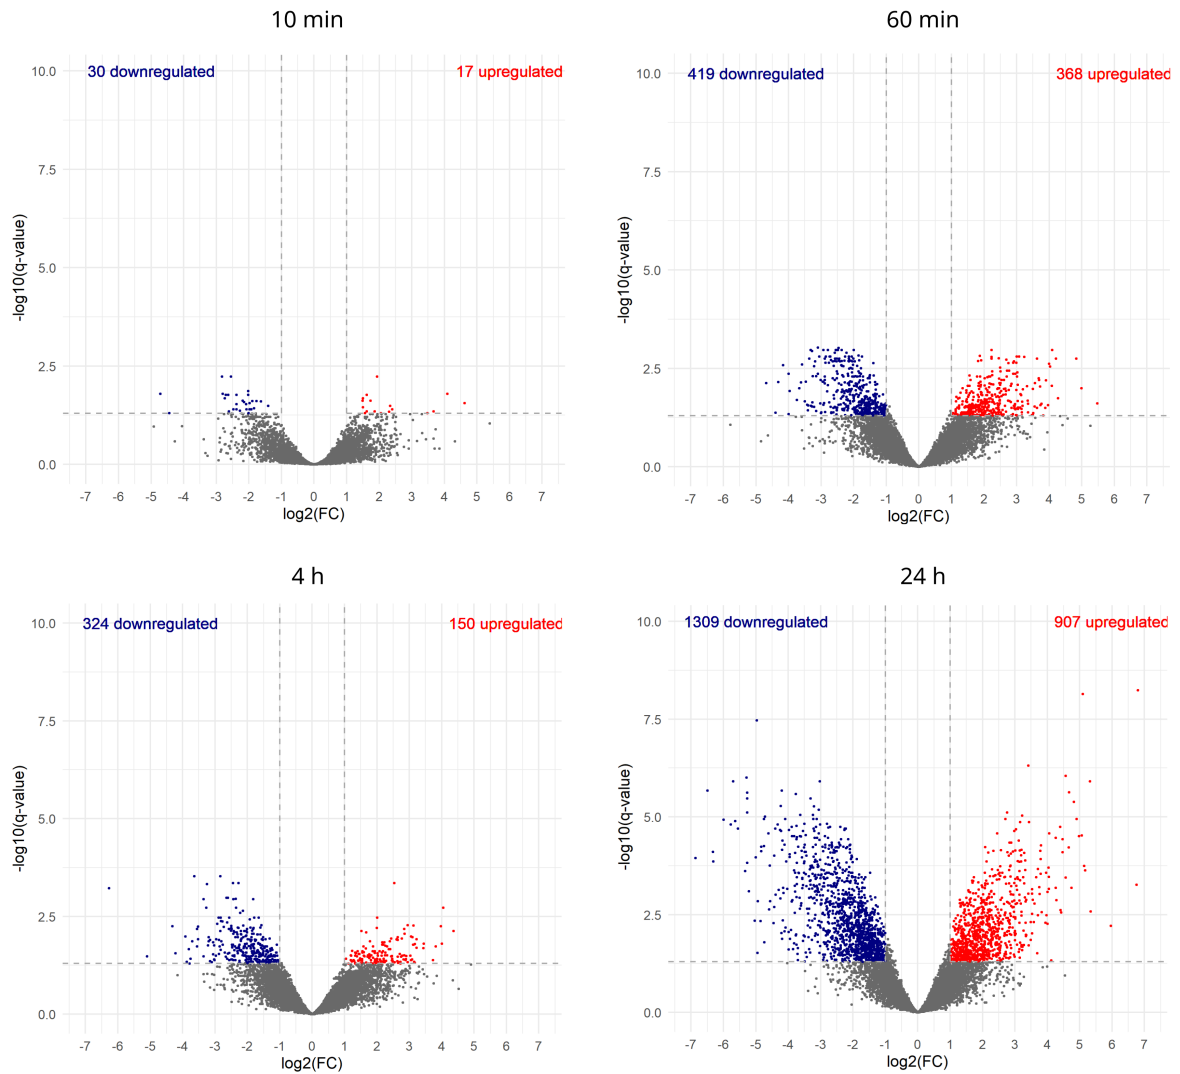 10 min
60 min
30 downregulated
17 upregulated
10.0
7.5
5.0
2.5
0.0
-log10(q-value)
-7 -6 -5 -4 -3 -2 -1 0 1 2 3 4 5 6 7
log2(FC)
419 downregulated
368 upregulated
10.0
7.5
5.0
2.5
0.0
-log10(q-value)
-7 -6 -5 -4 -3 -2 -1 0 1 2 3 4 5 6 7
log2(FC)
4 h
24 h
324 downregulated
150 upregulated
10.0
7.5
5.0
2.5
0.0
-log10(q-value)
-7 -6 -5 -4 -3 -2 -1 0 1 2 3 4 5 6 7
log2(FC)
1309 downregulated
907 upregulated
10.0
7.5
5.0
2.5
0.0
-log10(q-value)
-7 -6 -5 -4 -3 -2 -1 0 1 2 3 4 5 6 7
log2(FC)